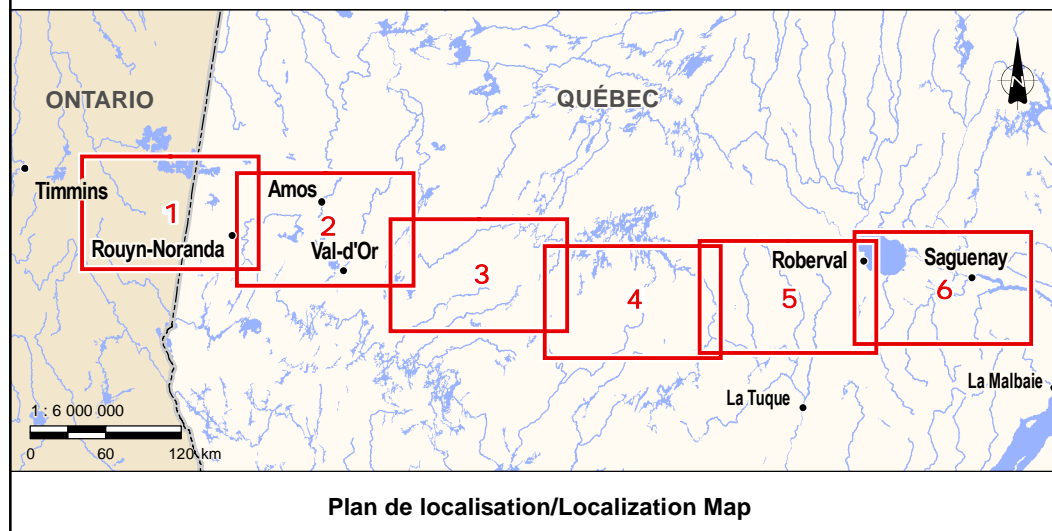 ONTARIO
QUÉBEC
N
Timmins
1
Rouyn-Noranda
Amos
2
Val-d'Or
3
4
5
Roberval
Saguenay
6
La Tuque
La Malbaie
1 : 6 000 000
0 60 120 km
Plan de localisation/Localization Map